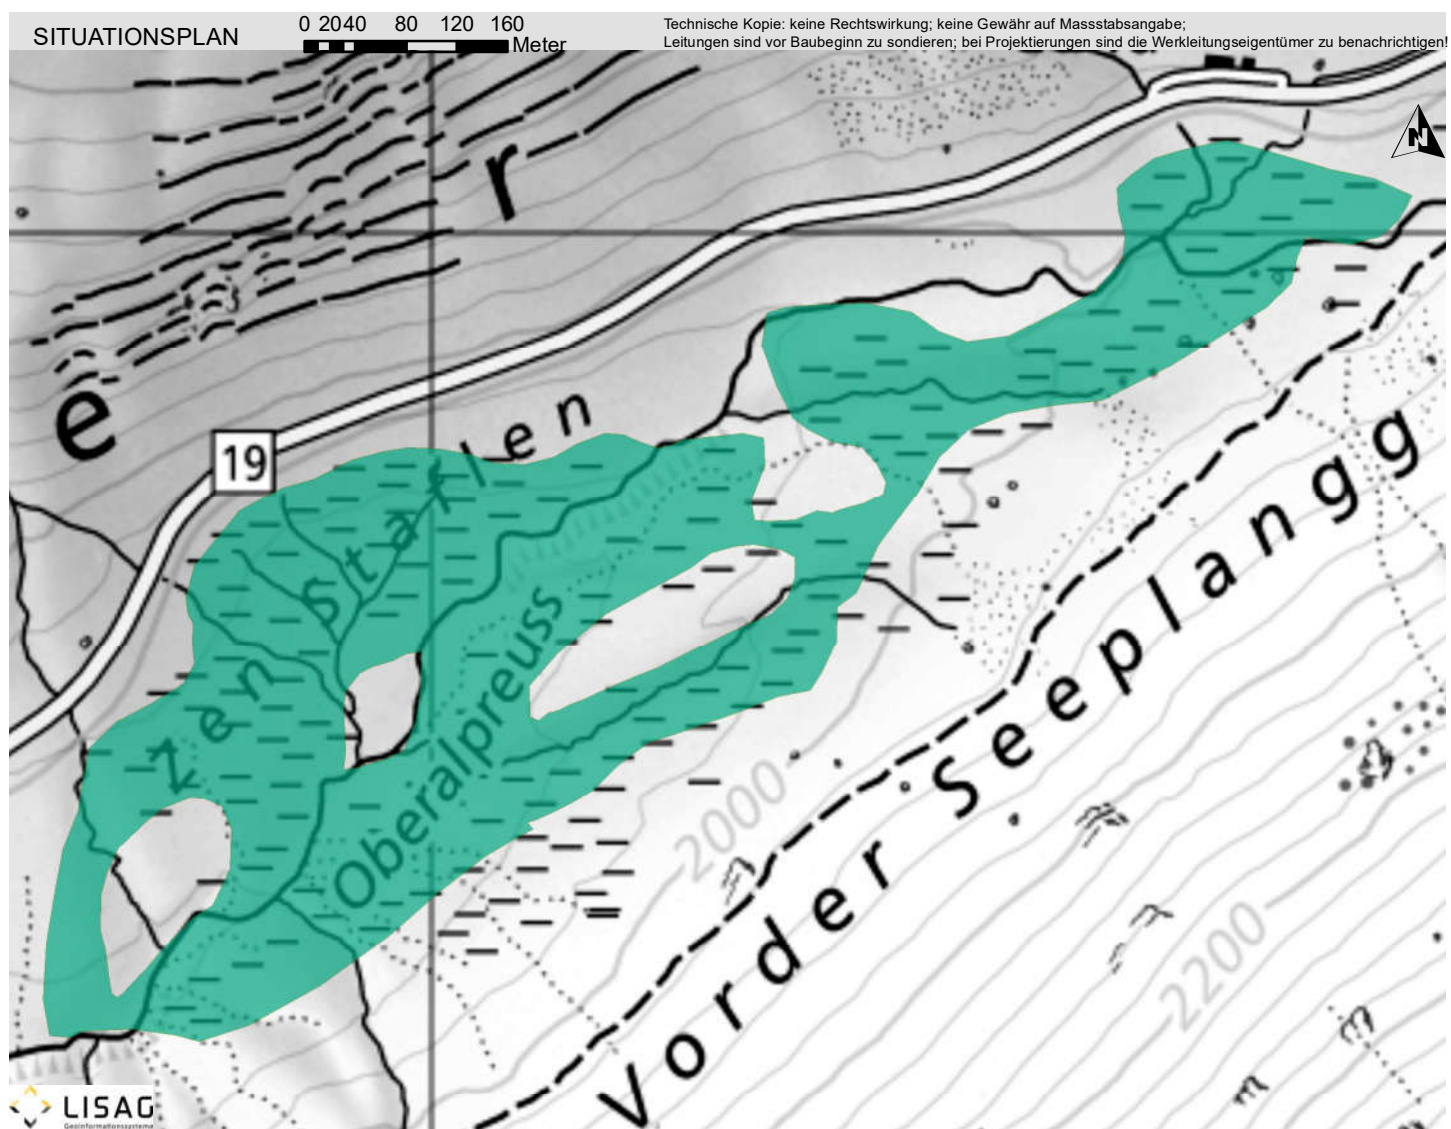 SITUATIONSPLAN
0 20 40 80 120 160
Meter
Technische Kopie: keine Rechtswirkung; keine Gewähr auf Massstabsangabe;
Leitungen sind vor Baubeginn zu sondieren; bei Projektierungen sind die Werkleitungseigentümer zu benachrichtigen!
N
r
e
19
Zen Staflen
Oberalpreuss
Vorder Seeplangg
2000
2200
LISAG
Geoinformationssysteme